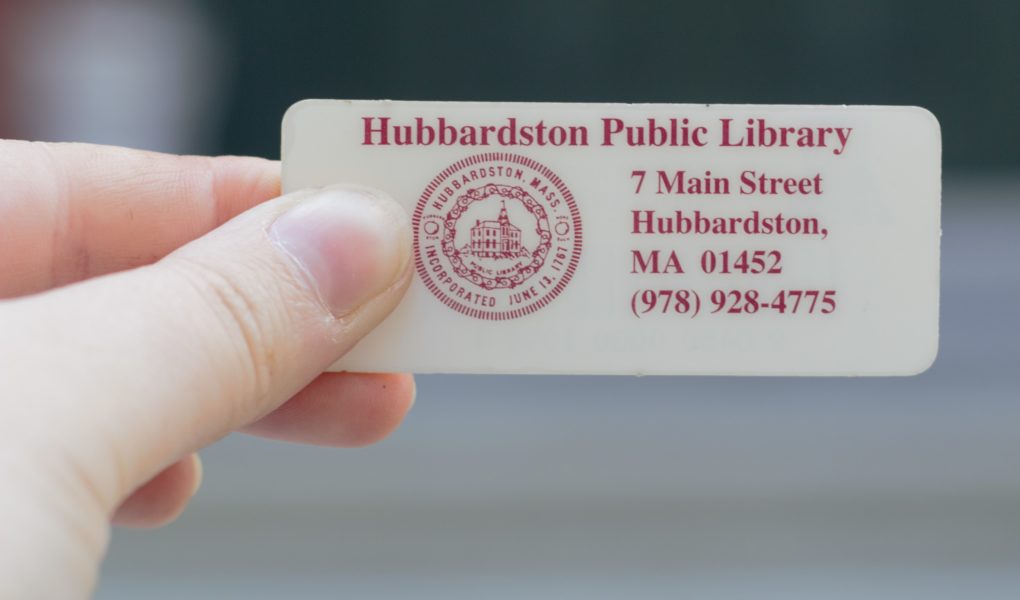 Hubbardston Public Library
HUBBARDSTON, MASS.
PUBLIC LIBRARY
INCORPORATED JUNE 13, 1767
7 Main Street
Hubbardston,
MA 01452
(978) 928-4775